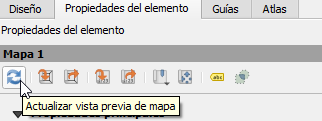 Diseño Propiedades del elemento Guías Atlas
Propiedades del elemento
Mapa 1
abc
Actualizar vista previa de mapa